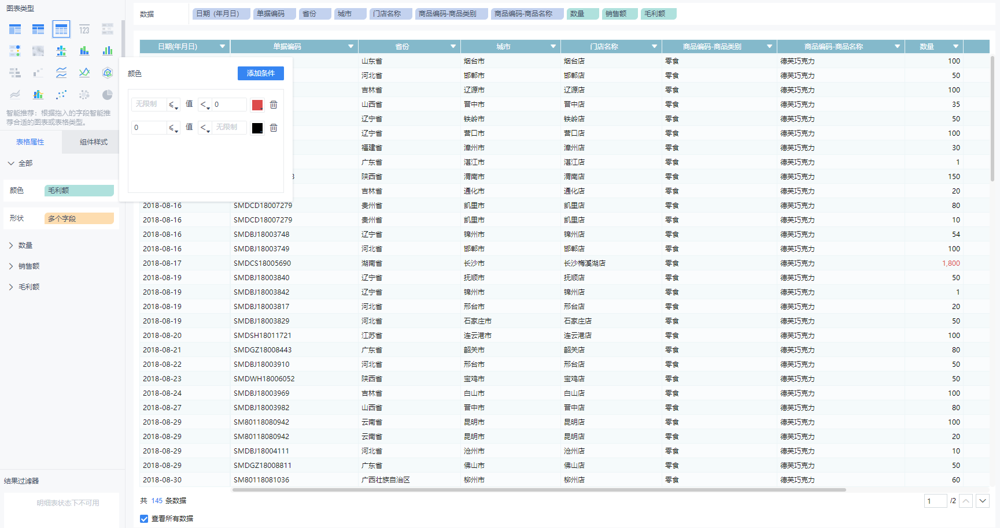 图表类型
123
智能推荐：根据拖入的字段智能推
荐合适的图表或表格类型。
表格属性 组件样式
全部
颜色 毛利额
形状 多个字段
数量
销售额
毛利额
结果过滤器
明细表状态下不可用
数据 日期（年月日） 单据编码 省份 城市 门店名称 商品编码-商品类别 商品编码-商品名称 数量 销售额 毛利额
颜色 添加条件
无限制 ≤ 值 < 0
0 ≤ 值 < 无限制
日期(年月日) 单据编码 省份 城市 门店名称 商品编码-商品类别 商品编码-商品名称 数量
山东省 烟台市 烟台店 零食 德芙巧克力 100
河北省 邯郸市 邯郸店 零食 德芙巧克力 50
吉林省 辽源市 辽源店 零食 德芙巧克力 100
山西省 晋中市 晋中店 零食 德芙巧克力 35
辽宁省 铁岭市 铁岭店 零食 德芙巧克力 50
辽宁省 营口市 营口店 零食 德芙巧克力 100
福建省 漳州市 漳州店 零食 德芙巧克力 30
广东省 湛江市 湛江店 零食 德芙巧克力 1
3 陕西省 渭南市 渭南店 零食 德芙巧克力 150
吉林省 通化市 通化店 零食 德芙巧克力 20
2018-08-16 SMDCD18007279 贵州省 凯里市 凯里店 零食 德芙巧克力 80
2018-08-16 SMDCD18007279 贵州省 凯里市 凯里店 零食 德芙巧克力 10
2018-08-16 SMDBJ18003748 辽宁省 锦州市 锦州店 零食 德芙巧克力 54
2018-08-16 SMDBJ18003749 河北省 邯郸市 邯郸店 零食 德芙巧克力 100
2018-08-17 SMDCS18005690 湖南省 长沙市 长沙梅溪湖店 零食 德芙巧克力 1,800
2018-08-19 SMDBJ18003840 辽宁省 抚顺市 抚顺店 零食 德芙巧克力 50
2018-08-19 SMDBJ18003842 辽宁省 锦州市 锦州店 零食 德芙巧克力 1
2018-08-19 SMDBJ18003817 河北省 邢台市 邢台店 零食 德芙巧克力 20
2018-08-19 SMDBJ18003829 河北省 石家庄市 石家庄店 零食 德芙巧克力 50
2018-08-20 SMDSH18011721 江苏省 连云港市 连云港店 零食 德芙巧克力 100
2018-08-21 SMDGZ18008443 广东省 韶关市 韶关店 零食 德芙巧克力 80
2018-08-22 SMDBJ18003910 河北省 邢台市 邢台店 零食 德芙巧克力 50
2018-08-23 SMDWH18006052 陕西省 宝鸡市 宝鸡店 零食 德芙巧克力 50
2018-08-24 SMDBJ18003969 吉林省 白山市 白山店 零食 德芙巧克力 100
2018-08-27 SMDBJ18003982 山西省 晋中市 晋中店 零食 德芙巧克力 80
2018-08-29 SM80118080942 云南省 昆明市 昆明店 零食 德芙巧克力 100
2018-08-29 SM80118080942 云南省 昆明市 昆明店 零食 德芙巧克力 20
2018-08-29 SMDBJ18004111 河北省 沧州市 沧州店 零食 德芙巧克力 10
2018-08-29 SMDGZ18008811 广东省 佛山市 佛山店 零食 德芙巧克力 50
2018-08-30 SM80118081036 广西壮族自治区 柳州市 柳州店 零食 德芙巧克力 60
共 145 条数据 1 /2
查看所有数据